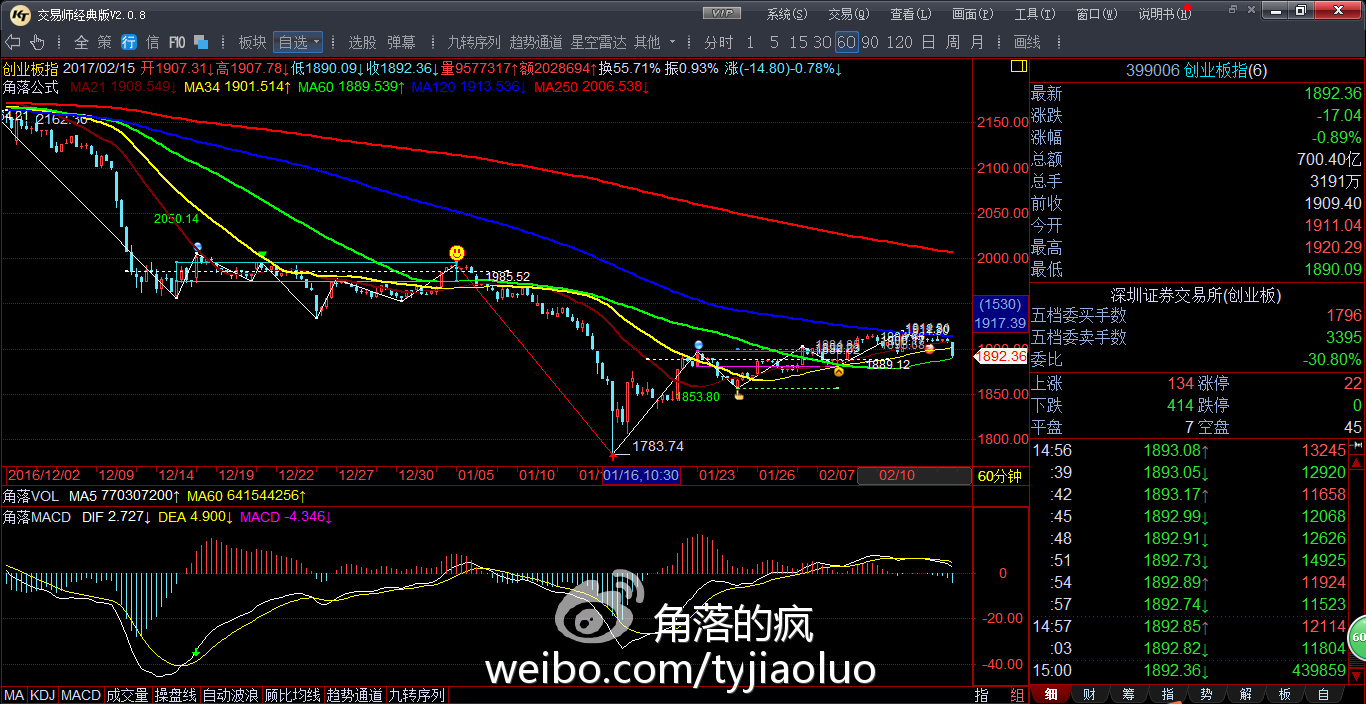 交易师经典版V2.0.8
VIP 系统(S) 交易(Q) 查看(L) 画面(P) 工具(T) 窗口(W) 说明书(H)
全 策 行 信 F10 板块 自选 选股 弹幕 九转序列 趋势通道 星空雷达 其他 分时 1 5 15 30 60 90 120 日 周 月 画线
创业板指 2017/02/15 开1907.31↓ 高1907.78↓ 低1890.09↓ 收1892.36↓ 量9577317↑ 额2028694↑ 换55.71% 振0.93% 涨(-14.80)-0.78%↓
角落公式 MA21 1908.549↓ MA34 1901.514↑ MA60 1889.539↑ MA120 1913.536↓ MA250 2006.538↓
2150.00
2100.00
2050.14
2050.00
2000.00
1985.52
(1530)
1917.39
1892.36
1889.12
1853.80
1850.00
1800.00
1783.74
2016/12/02 12/09 12/14 12/19 12/22 12/27 12/30 01/05 01/10 01/16,10:30 01/23 01/26 02/07 02/10 60分钟
角落VOL MA5 770307200↑ MA60 641544256↑
角落MACD DIF 2.727↓ DEA 4.900↓ MACD -4.346↓
0
-20.00
-40.00
角落的疯
weibo.com/tyjiaoluo
MA KDJ MACD 成交量 操盘线 自动波浪 顾比均线 趋势通道 九转序列 指 组
399006 创业板指(6)
最新 1892.36
涨跌 -17.04
涨幅 -0.89%
总额 700.40亿
总手 3191万
前收 1909.40
今开 1911.04
最高 1920.29
最低 1890.09
深圳证券交易所(创业板)
五档委买手数 1796
五档委卖手数 3395
委比 -30.80%
上涨 134 涨停 22
下跌 414 跌停 0
平盘 7 空盘 45
14:56 1893.08↑ 13245
:39 1893.05↓ 12920
:42 1893.17↑ 11658
:45 1892.99↓ 12068
:48 1892.91↓ 12626
:51 1892.73↓ 14925
:54 1892.89↑ 11924
:57 1892.74↓ 11523
14:57 1892.85↑ 12114
:03 1892.82↓ 11804
15:00 1892.36↓ 439859
60
细 财 筹 指 势 解 板 自